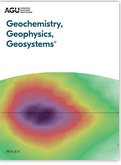 AGU
Geochemistry,
Geophysics,
Geosystems®
WILEY